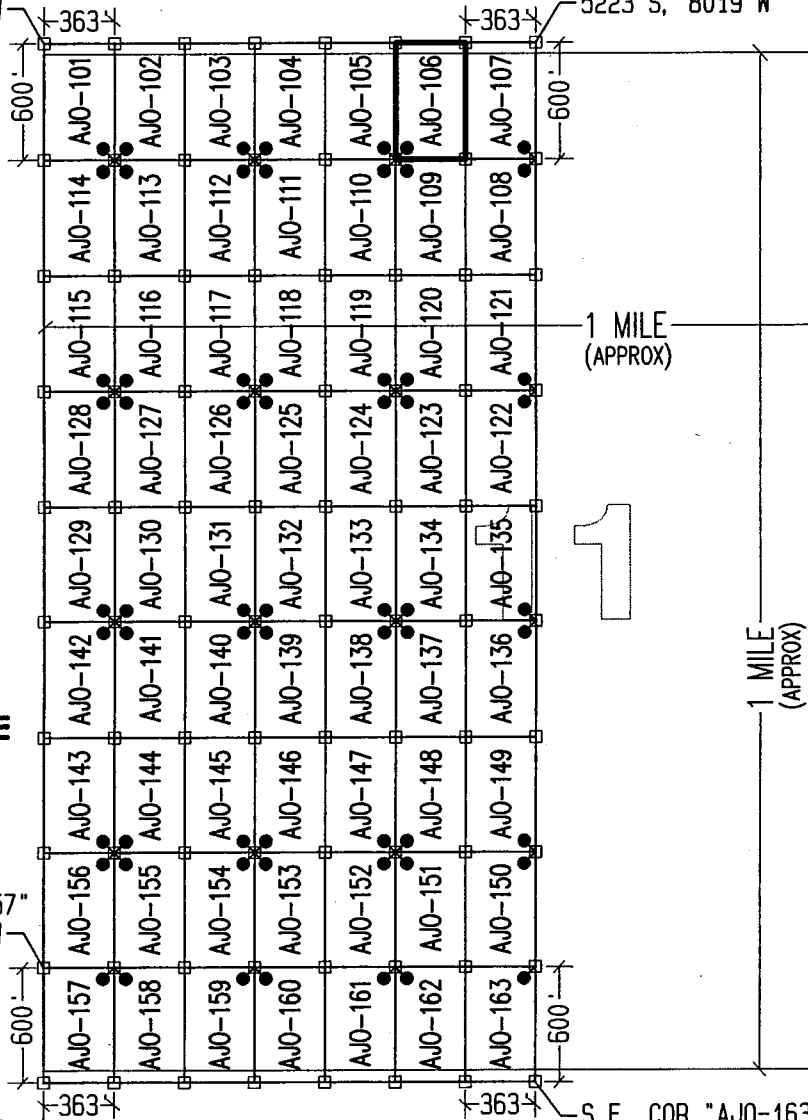 363' 363' 5223 S, 8019 W
600' AJO-101 AJO-102 AJO-103 AJO-104 AJO-105 AJO-106 AJO-107 600'
AJO-114 AJO-113 AJO-112 AJO-111 AJO-110 AJO-109 AJO-108
AJO-115 AJO-116 AJO-117 AJO-118 AJO-119 AJO-120 AJO-121
1 MILE
(APPROX)
AJO-128 AJO-127 AJO-126 AJO-125 AJO-124 AJO-123 AJO-122
AJO-129 AJO-130 AJO-131 AJO-132 AJO-133 AJO-134 AJO-135
11
AJO-142 AJO-141 AJO-140 AJO-139 AJO-138 AJO-137 AJO-136
1 MILE
(APPROX)
AJO-143 AJO-144 AJO-145 AJO-146 AJO-147 AJO-148 AJO-149
AJO-156 AJO-155 AJO-154 AJO-153 AJO-152 AJO-151 AJO-150
57"
600' AJO-157 AJO-158 AJO-159 AJO-160 AJO-161 AJO-162 AJO-163 600'
363' 363' S.E. COR "AJO-163